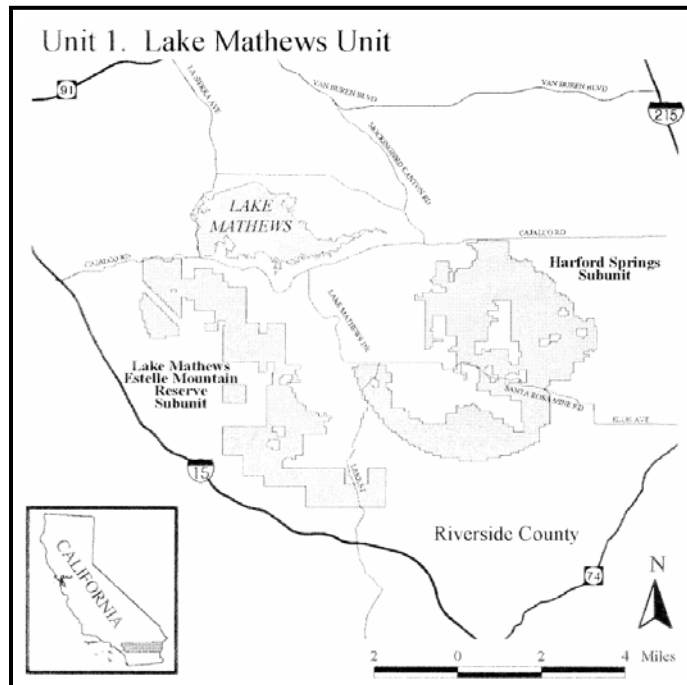 Unit 1. Lake Mathews Unit
91
LA SIERRA AVE
VAN BUREN BLVD
VAN BUREN BLVD
215
MOCKINGBIRD CANYON RD
LAKE
MATHEWS
CAJALCO RD
CAJALCO RD
Harford Springs
Subunit
LAKE MATHEWS DR
Lake Mathews
Estelle Mountain
Reserve
Subunit
SANTA ROSA MINE RD
ELLIS AVE
LAKE ST
15
Riverside County
74
CALIFORNIA
N
2 0 2 4 Miles